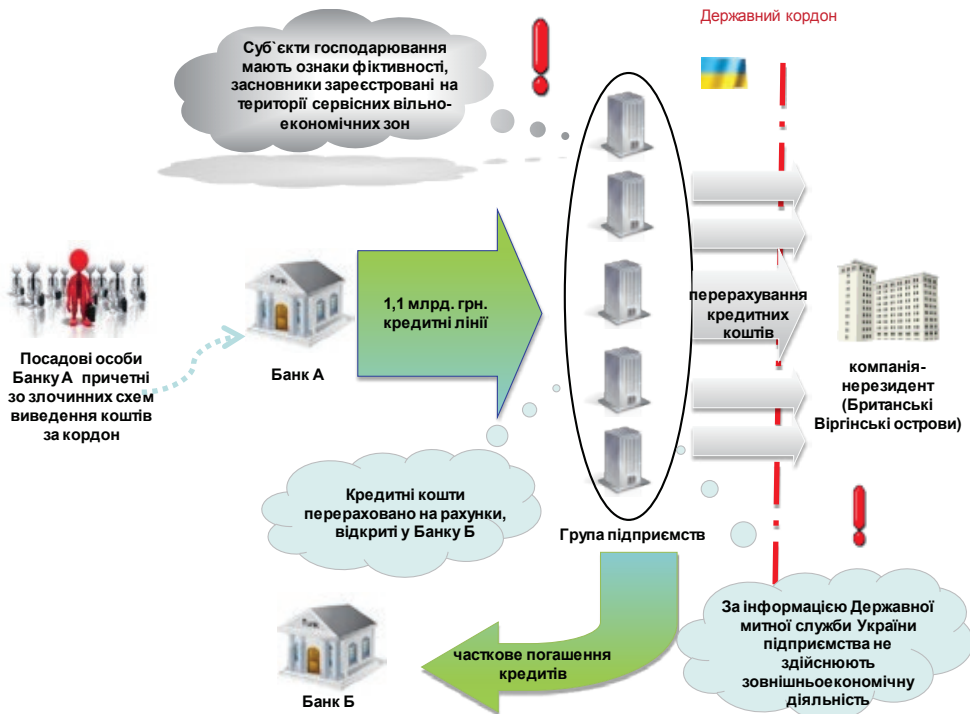 Державний кордон
Суб`єкти господарювання
мають ознаки фіктивності,
засновники зареєстровані на
території сервісних вільно-
економічних зон
1,1 млрд. грн.
кредитні лінії
перерахування
кредитних
коштів
Посадові особи
Банку А причетні
зо злочинних схем
виведення коштів
за кордон
Банк А
компанія-
нерезидент
(Британські
Віргінські острови)
Кредитні кошти
перераховано на рахунки,
відкриті у Банку Б
Група підприємств
За інформацією Державної
митної служби України
підприємства не
здійснюють
зовнішньоекономічну
діяльність
часткове погашення
кредитів
Банк Б